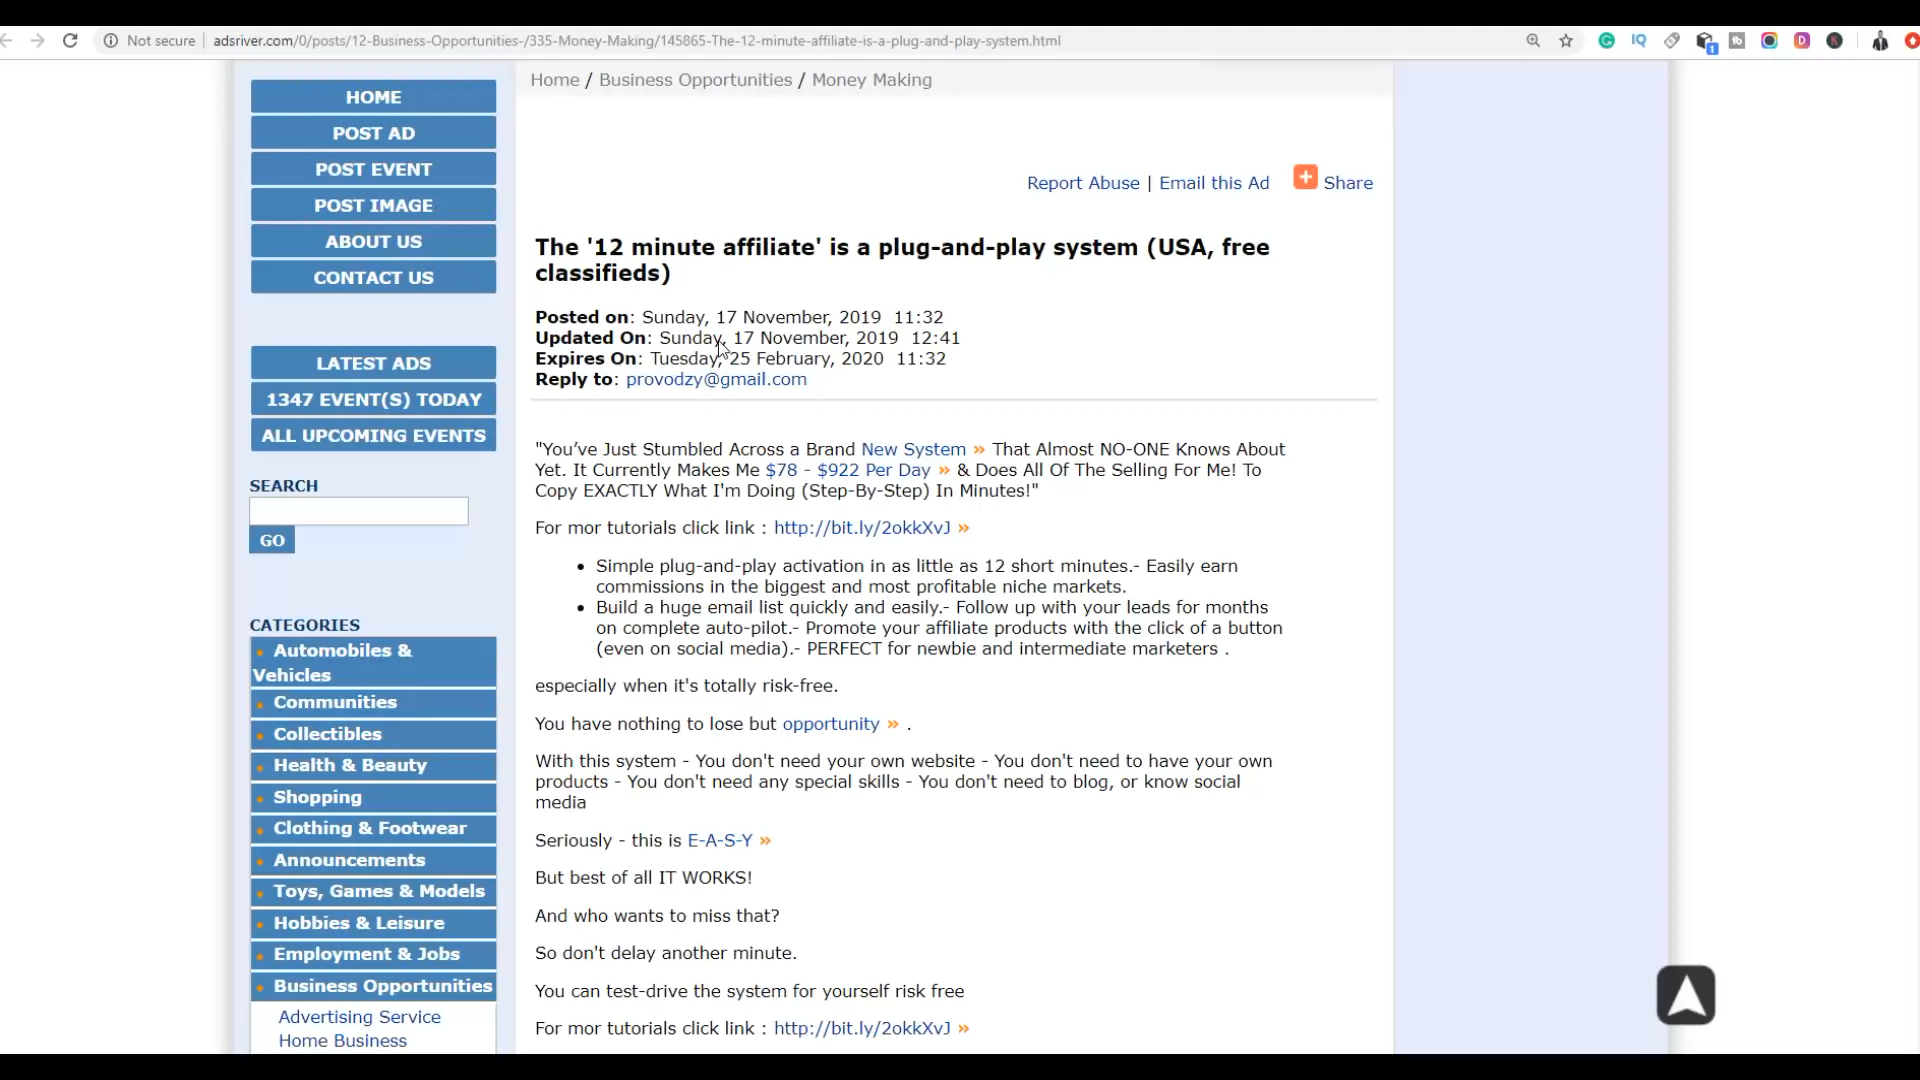 Not secure | adsriver.com/0/posts/12-Business-Opportunities-/335-Money-Making/145865-The-12-minute-affiliate-is-a-plug-and-play-system.html
HOME
POST AD
POST EVENT
POST IMAGE
ABOUT US
CONTACT US
LATEST ADS
1347 EVENT(S) TODAY
ALL UPCOMING EVENTS
SEARCH
GO
CATEGORIES
Automobiles &
Vehicles
Communities
Collectibles
Health & Beauty
Shopping
Clothing & Footwear
Announcements
Toys, Games & Models
Hobbies & Leisure
Employment & Jobs
Business Opportunities
Advertising Service
Home Business
Home / Business Opportunities / Money Making
Report Abuse | Email this Ad Share
The '12 minute affiliate' is a plug-and-play system (USA, free
classifieds)
Posted on: Sunday, 17 November, 2019 11:32
Updated On: Sunday, 17 November, 2019 12:41
Expires On: Tuesday, 25 February, 2020 11:32
Reply to: provodzy@gmail.com
"You’ve Just Stumbled Across a Brand New System » That Almost NO-ONE Knows About
Yet. It Currently Makes Me $78 - $922 Per Day » & Does All Of The Selling For Me! To
Copy EXACTLY What I'm Doing (Step-By-Step) In Minutes!"
For mor tutorials click link : http://bit.ly/2okkXvJ »
• Simple plug-and-play activation in as little as 12 short minutes.- Easily earn
commissions in the biggest and most profitable niche markets.
• Build a huge email list quickly and easily.- Follow up with your leads for months
on complete auto-pilot.- Promote your affiliate products with the click of a button
(even on social media).- PERFECT for newbie and intermediate marketers .
especially when it's totally risk-free.
You have nothing to lose but opportunity » .
With this system - You don't need your own website - You don't need to have your own
products - You don't need any special skills - You don't need to blog, or know social
media
Seriously - this is E-A-S-Y »
But best of all IT WORKS!
And who wants to miss that?
So don't delay another minute.
You can test-drive the system for yourself risk free
For mor tutorials click link : http://bit.ly/2okkXvJ »